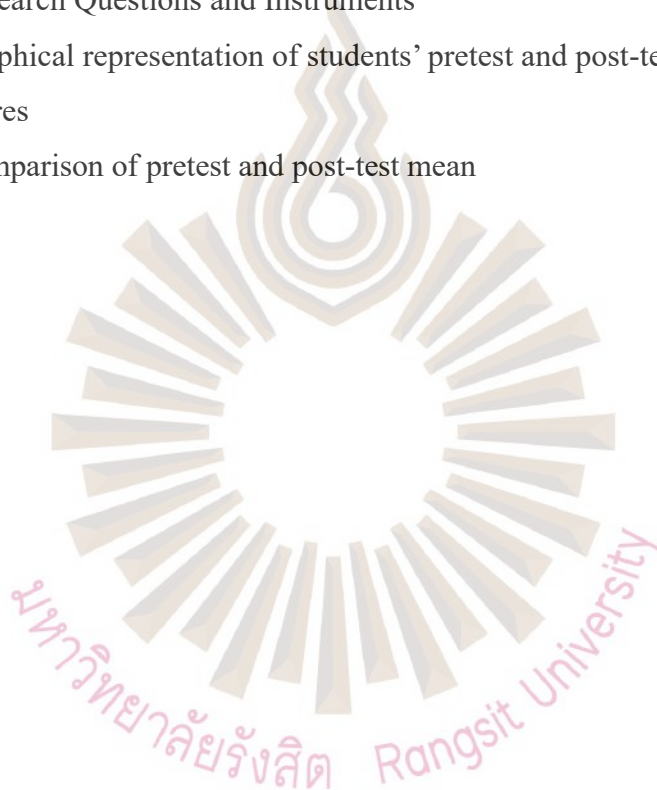 earch Questions and Instruments
phical representation of students’ pretest and post-te
res
mparison of pretest and post-test mean
มหาวิทยาลัยรังสิต Rangsit University